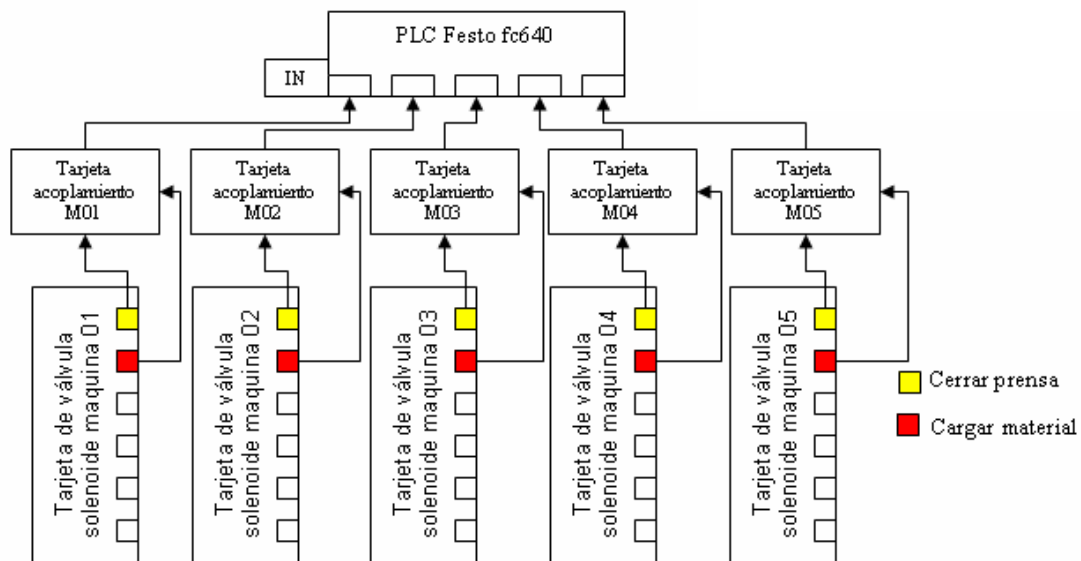 PLC Festo fc640
IN
Tarjeta
acoplamiento
M01
Tarjeta
acoplamiento
M02
Tarjeta
acoplamiento
M03
Tarjeta
acoplamiento
M04
Tarjeta
acoplamiento
M05
Tarjeta de válvula
solenoide maquina 01
Tarjeta de válvula
solenoide maquina 02
Tarjeta de válvula
solenoide maquina 03
Tarjeta de válvula
solenoide maquina 04
Tarjeta de válvula
solenoide maquina 05
Cerrar prensa
Cargar material